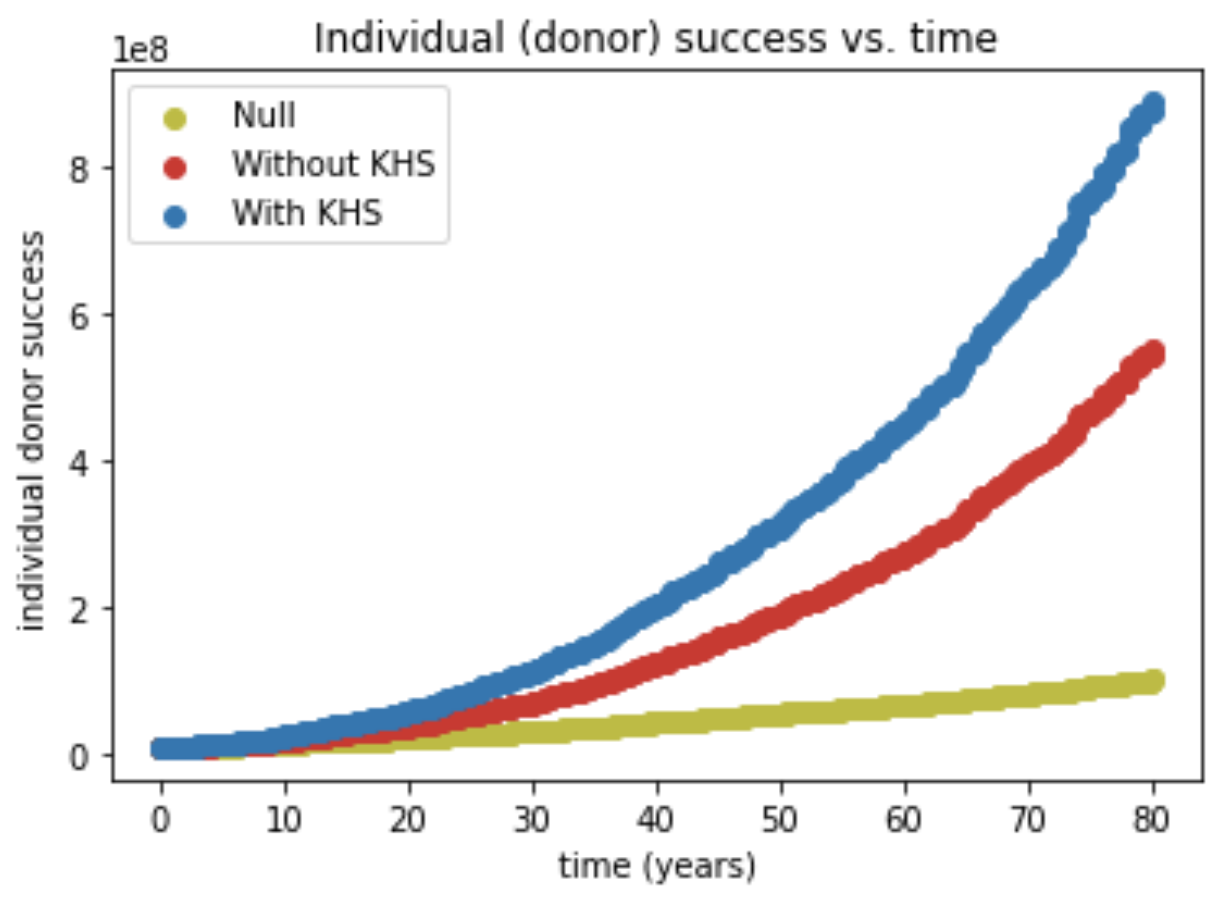 Individual (donor) success vs. time
1e8
Null
Without KHS
With KHS
8
6
4
2
0
individual donor success
0 10 20 30 40 50 60 70 80
time (years)